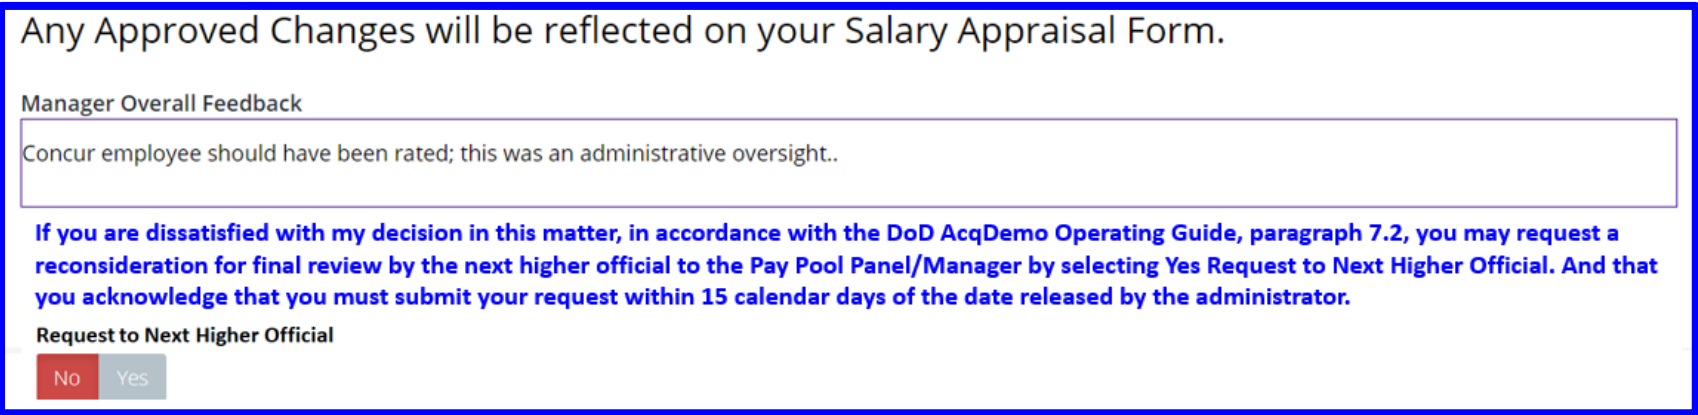 Any Approved Changes will be reflected on your Salary Appraisal Form.
Manager Overall Feedback
Concur employee should have been rated; this was an administrative oversight..
If you are dissatisfied with my decision in this matter, in accordance with the DoD AcqDemo Operating Guide, paragraph 7.2, you may request a
reconsideration for final review by the next higher official to the Pay Pool Panel/Manager by selecting Yes Request to Next Higher Official. And that
you acknowledge that you must submit your request within 15 calendar days of the date released by the administrator.
Request to Next Higher Official
No Yes